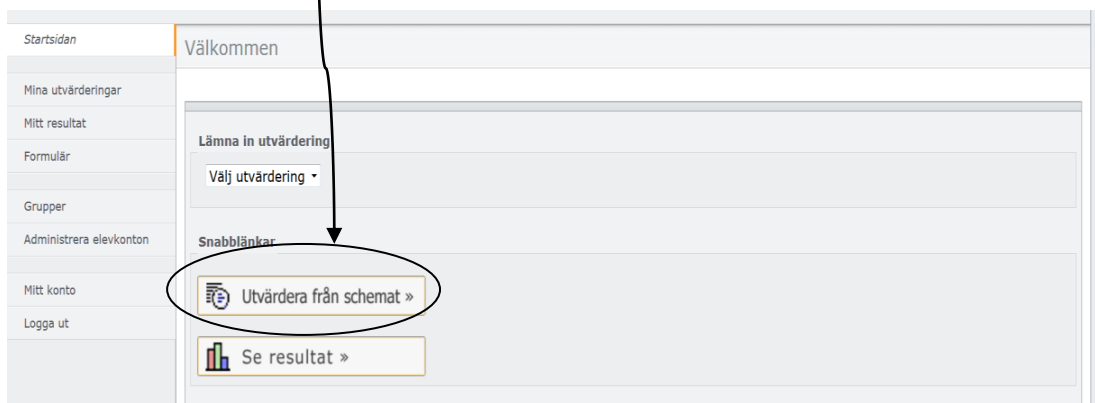 Startsidan
Mina utvärderingar
Mitt resultat
Formulär
Grupper
Administrera elevkonton
Mitt konto
Logga ut
Välkommen
Lämna in utvärdering
Välj utvärdering
Snabblänkar
Utvärdera från schemat »
Se resultat »